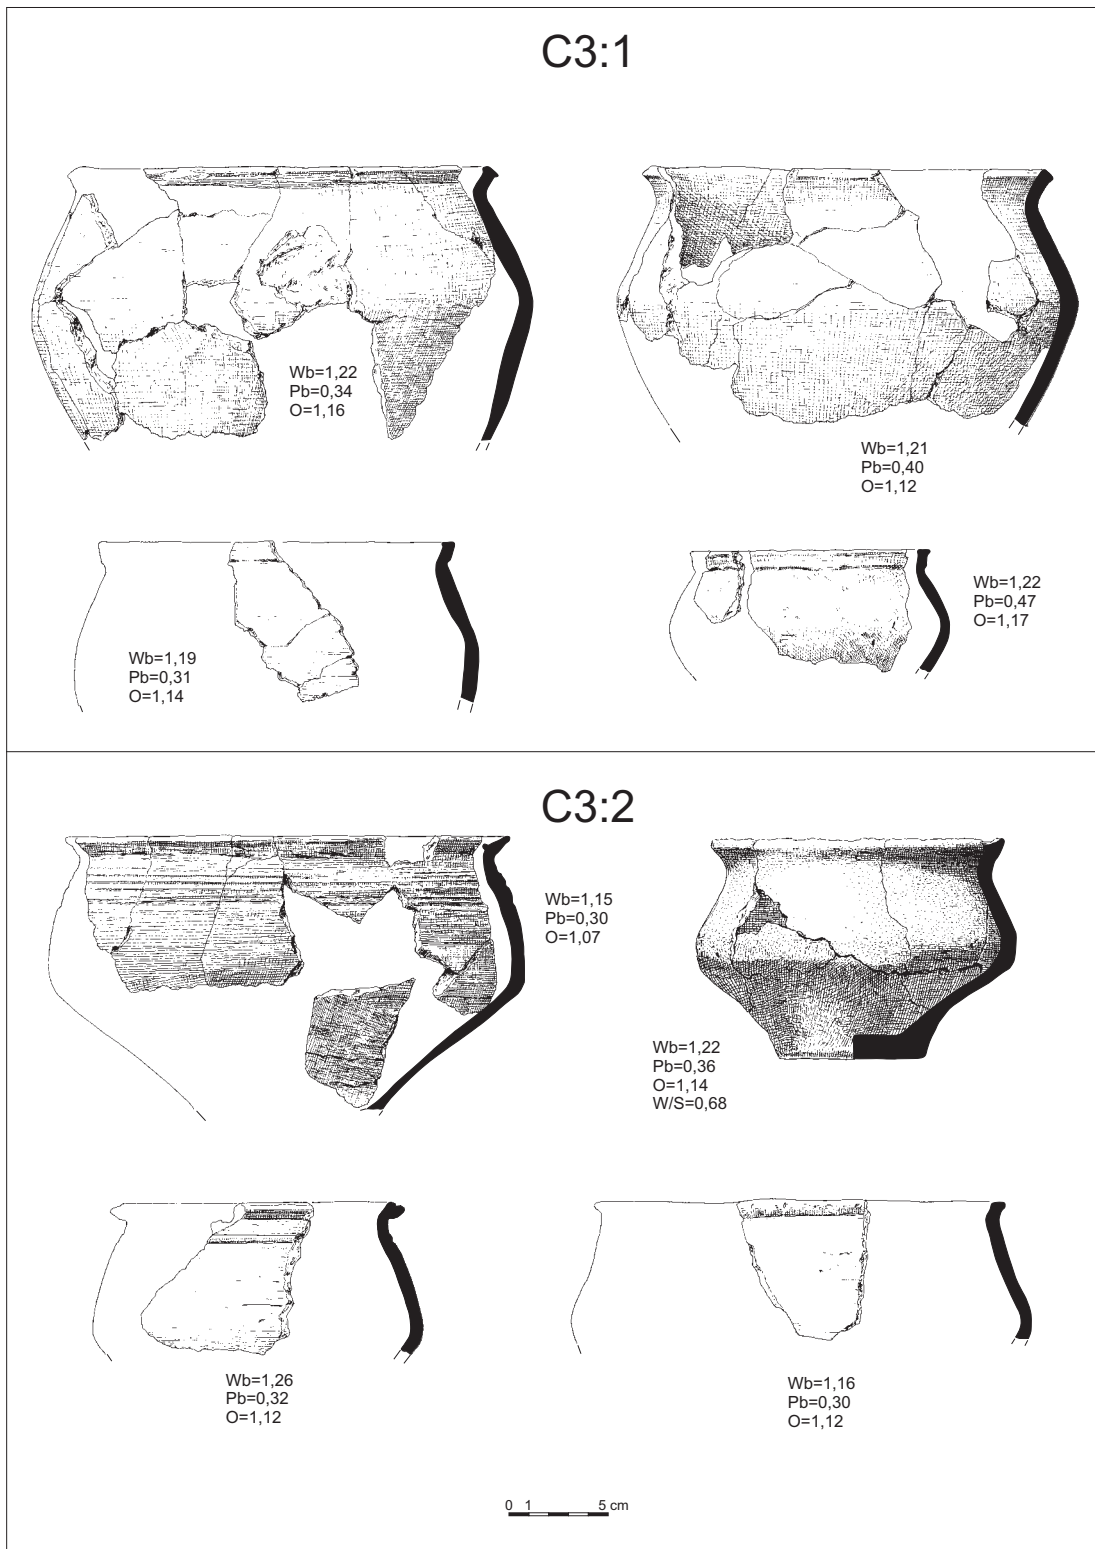 C3:1
Wb=1,22
Pb=0,34
O=1,16
Wb=1,21
Pb=0,40
O=1,12
Wb=1,19
Pb=0,31
O=1,14
Wb=1,22
Pb=0,47
O=1,17
C3:2
Wb=1,15
Pb=0,30
O=1,07
Wb=1,22
Pb=0,36
O=1,14
W/S=0,68
Wb=1,26
Pb=0,32
O=1,12
Wb=1,16
Pb=0,30
O=1,12
0 1 5 cm